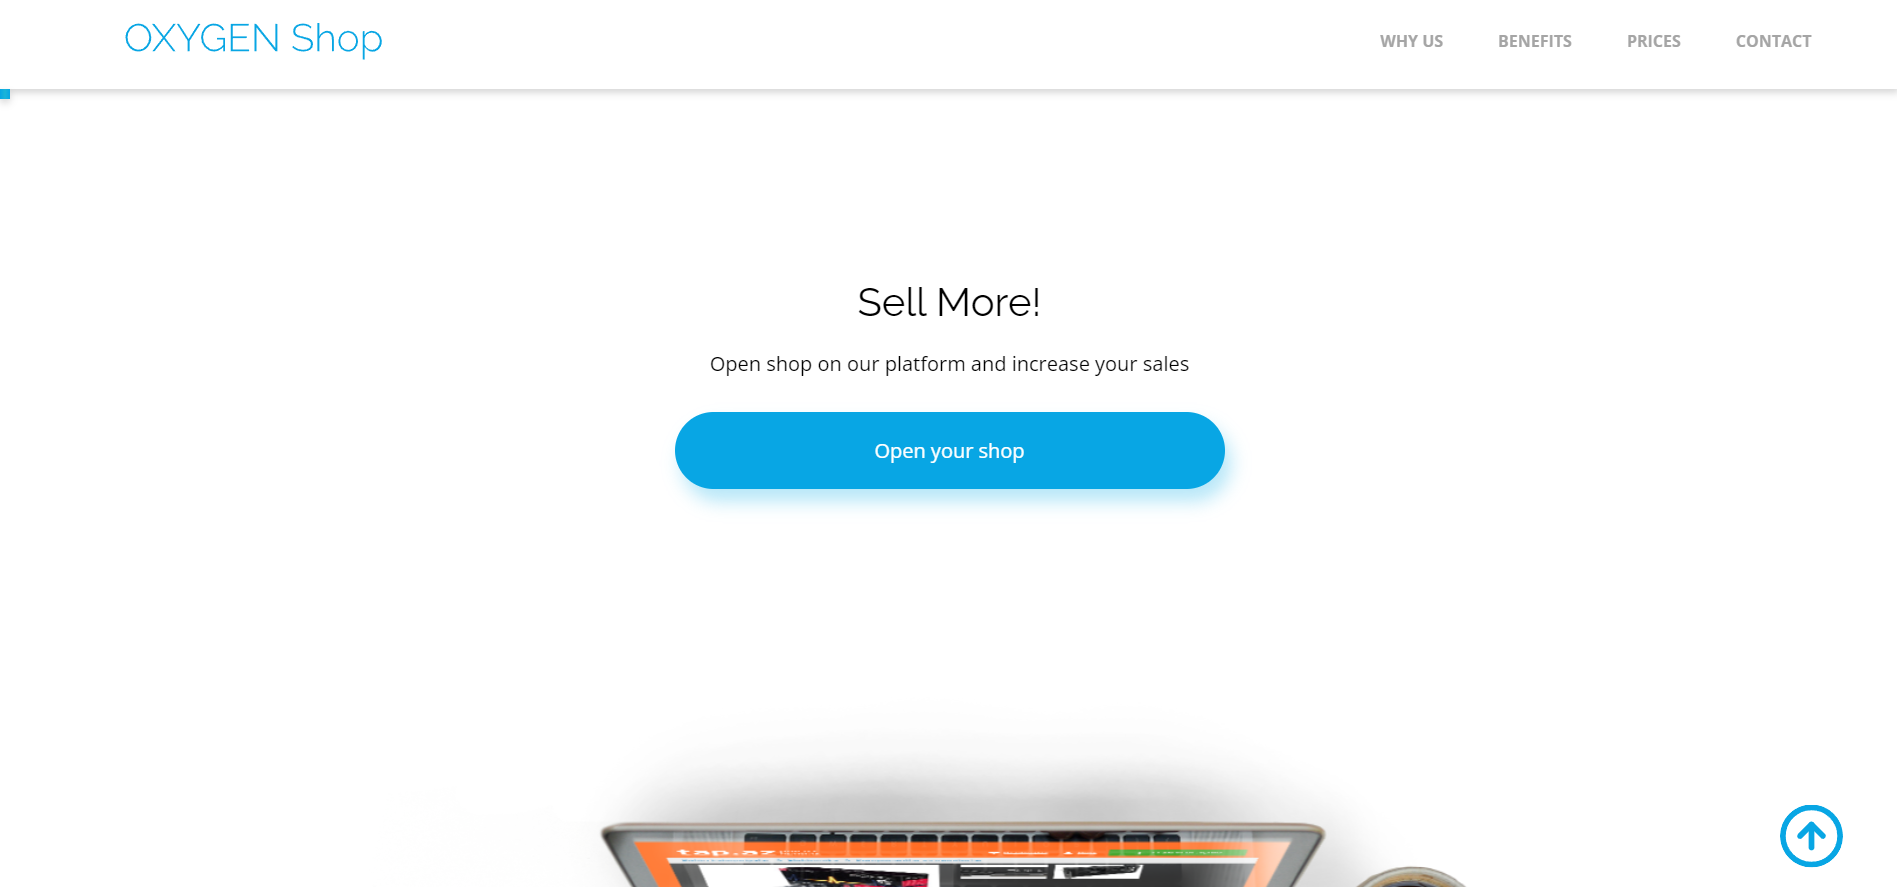 OXYGEN Shop
WHY US
BENEFITS
PRICES
CONTACT
Sell More!
Open shop on our platform and increase your sales
Open your shop
tap.az